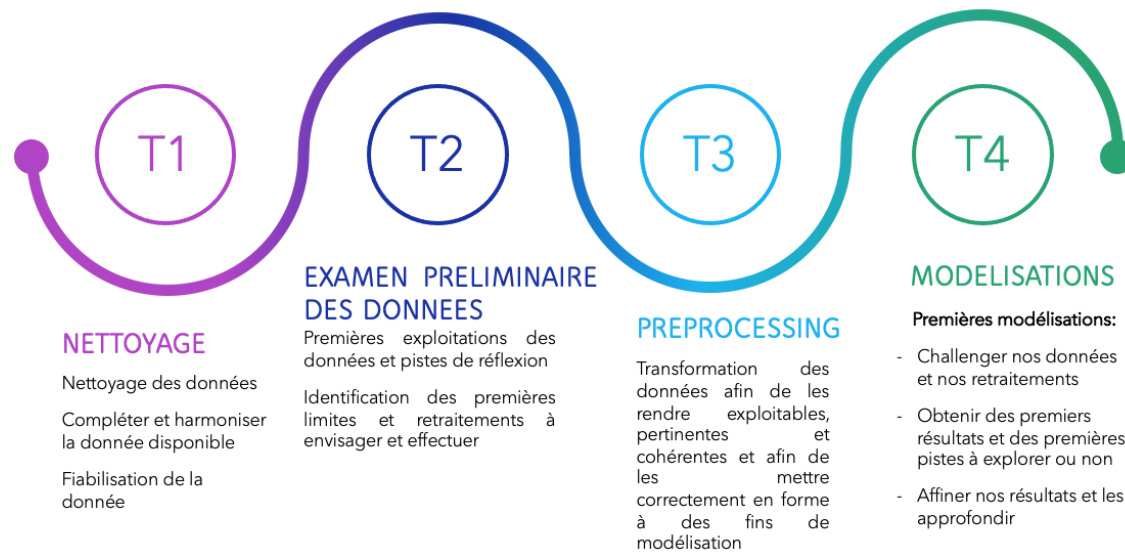 T1
NETTOYAGE
Nettoyage des données
Compléter et harmoniser
la donnée disponible
Fiabilisation de la
donnée
T2
EXAMEN PRELIMINAIRE
DES DONNEES
Premières exploitations des
données et pistes de réflexion
Identification des premières
limites et retraitements à
envisager et effectuer
T3
PREPROCESSING
Transformation des
données afin de les
rendre exploitables,
pertinentes et
cohérentes et afin de
les mettre
correctement en forme
à des fins de
modélisation
T4
MODELISATIONS
Premières modélisations:
- Challenger nos données
et nos retraitements
- Obtenir des premiers
résultats et des premières
pistes à explorer ou non
- Affiner nos résultats et les
approfondir